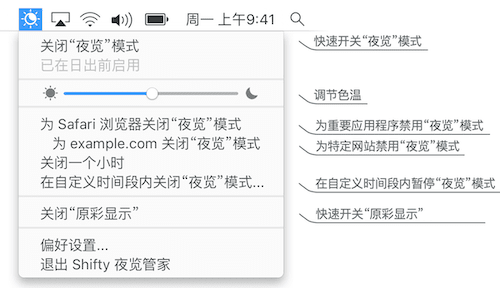 周一 上午9:41
关闭“夜览”模式
快速开关“夜览”模式
已在日出前启用
调节色温
为 Safari 浏览器关闭“夜览”模式
为重要应用程序禁用“夜览”模式
为 example.com 关闭“夜览”模式
为特定网站禁用“夜览”模式
关闭一个小时
在自定义时间段内关闭“夜览”模式...
在自定义时间段内暂停“夜览”模式
关闭“原彩显示”
快速开关“原彩显示”
偏好设置...
退出 Shifty 夜览管家